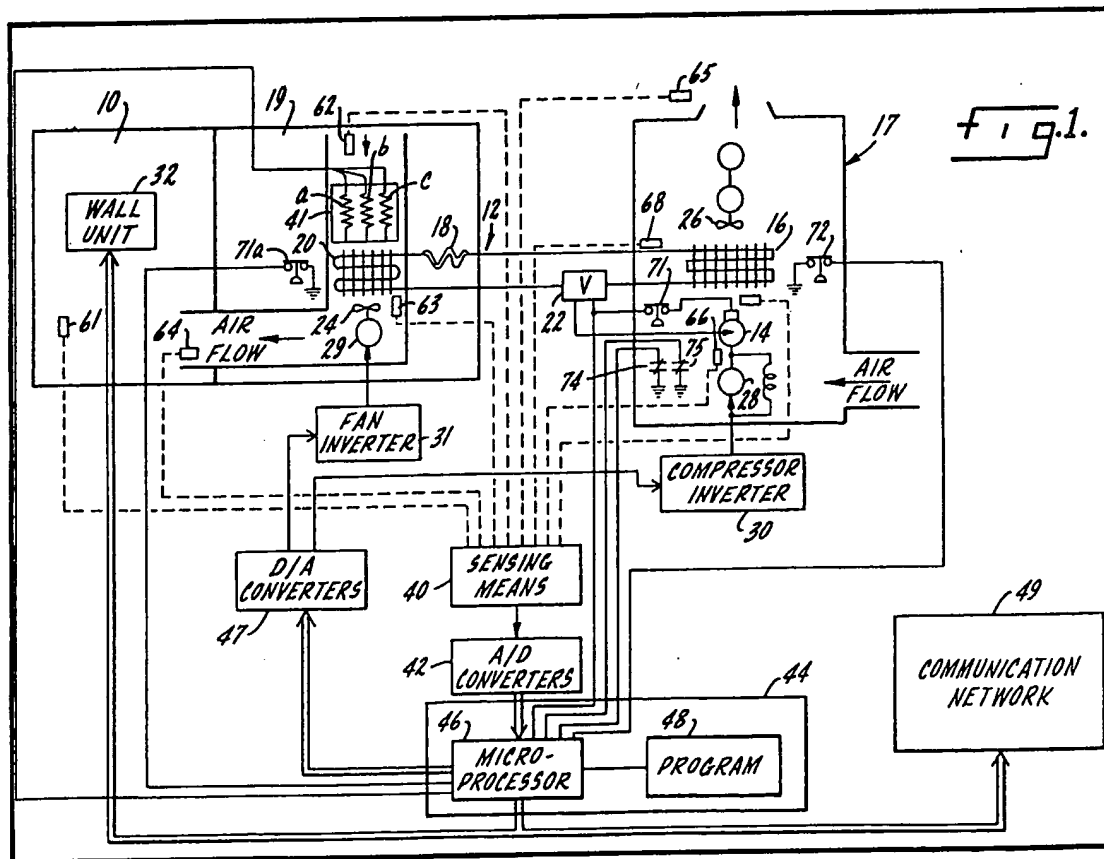 65
10
19
62
17
fig.1.
32
b
a
c
WALL
UNIT
41
26
18
12
68
16
72
71a
20
V
71
22
63
61
64
24
66
14
AIR
FLOW
29
75
74
28
AIR
FLOW
FAN
INVERTER
31
COMPRESSOR
INVERTER
30
D/A
CONVERTERS
SENSING
MEANS
40
49
47
42
A/D
CONVERTERS
44
COMMUNICATION
NETWORK
46
48
MICRO-
PROCESSOR
PROGRAM